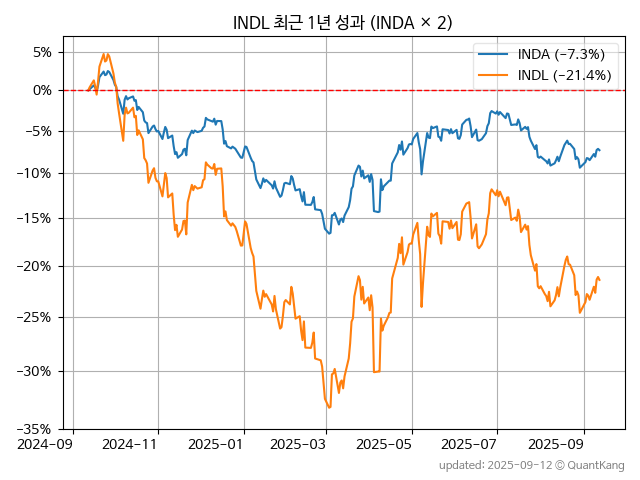 INDL 최근 1년 성과 (INDA × 2)
INDA (−7.3%)
INDL (−21.4%)
5%
0%
−5%
−10%
−15%
−20%
−25%
−30%
−35%
2024-09 2024-11 2025-01 2025-03 2025-05 2025-07 2025-09
updated: 2025-09-12 © QuantKang